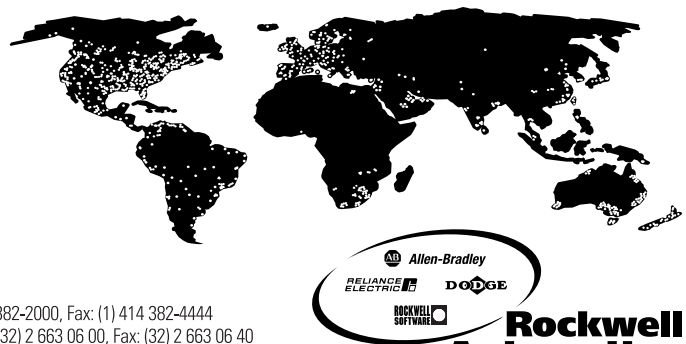 AB Allen-Bradley
RELIANCE ELECTRIC
DODGE
ROCKWELL SOFTWARE
Rockwell
382-2000, Fax: (1) 414 382-4444
(32) 2 663 06 00, Fax: (32) 2 663 06 40